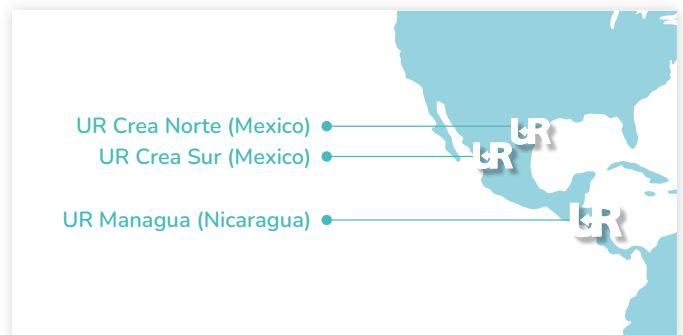 UR Crea Norte (Mexico)
UR
UR Crea Sur (Mexico)
UR
UR Managua (Nicaragua)
UR